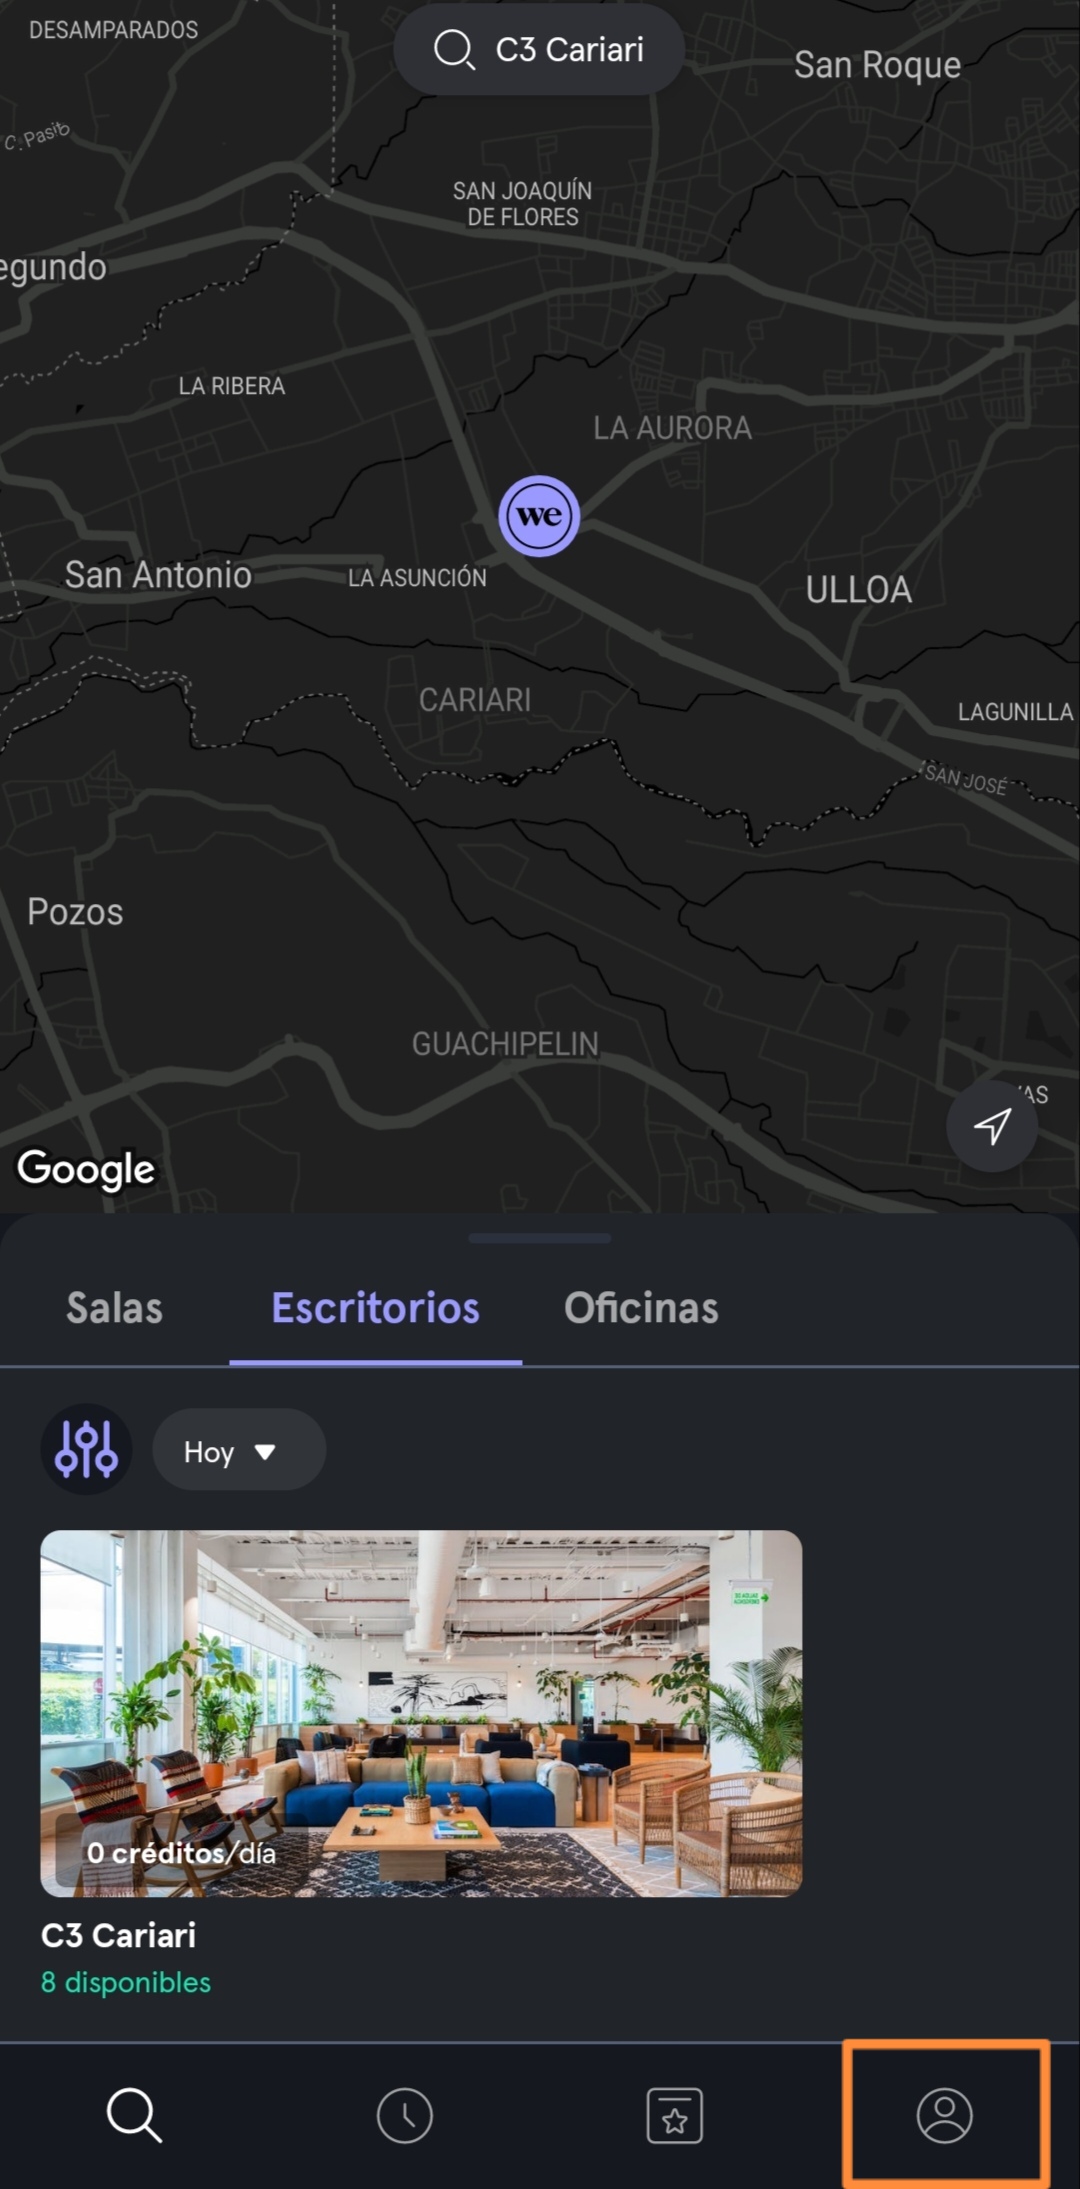 DESAMPARADOS
C3 Cariari
San Roque
C. Pasito
SAN JOAQUÍN
DE FLORES
egundo
LA RIBERA
LA AURORA
we
San Antonio
LA ASUNCIÓN
ULLOA
CARIARI
LAGUNILLA
SAN JOSÉ
Pozos
GUACHIPELIN
AS
Google
Salas
Escritorios
Oficinas
Hoy
0 créditos/día
C3 Cariari
8 disponibles